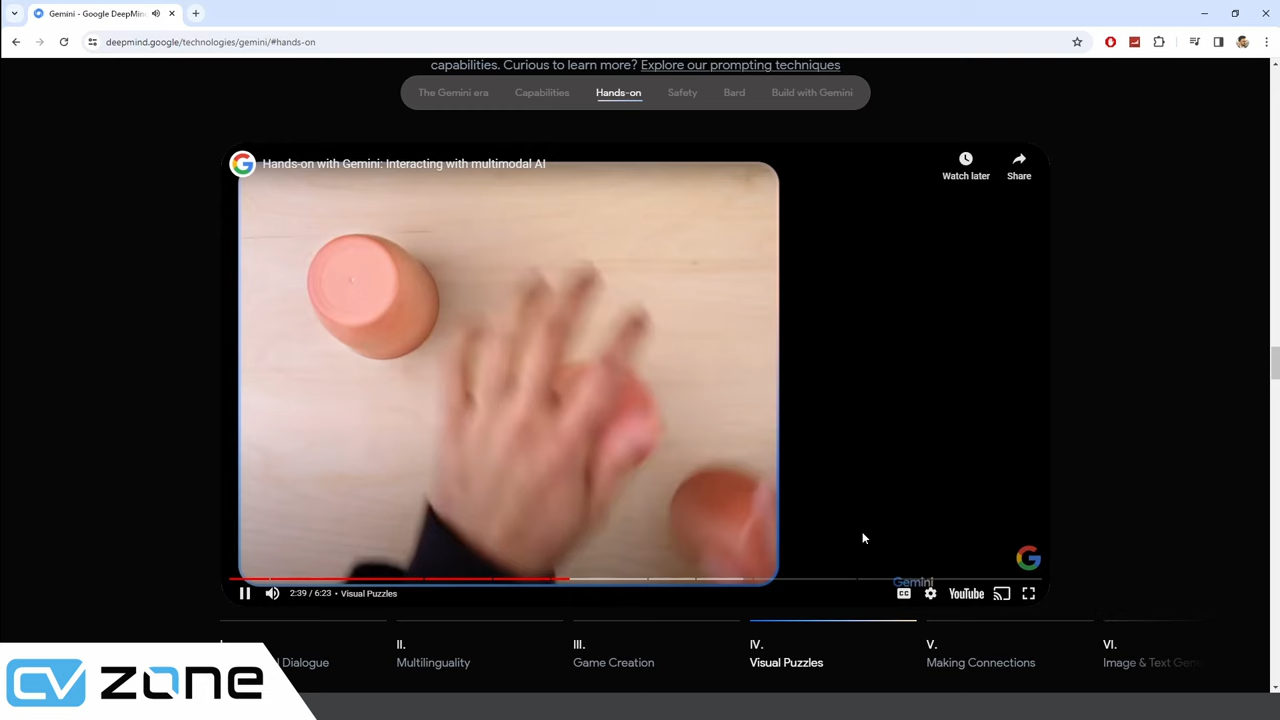 Gemini - Google DeepMin
deepmind.google/technologies/gemini/#hands-on
capabilities. Curious to learn more? Explore our prompting techniques
The Gemini era
Capabilities
Hands-on
Safety
Bard
Build with Gemini
Hands-on with Gemini: Interacting with multimodal AI
Watch later
Share
Gemini
2:39 / 6:23 • Visual Puzzles
CC
YouTube
II.
III.
IV.
V.
VI.
Dialogue
Multilinguality
Game Creation
Visual Puzzles
Making Connections
Image & Text Gen
CV zone